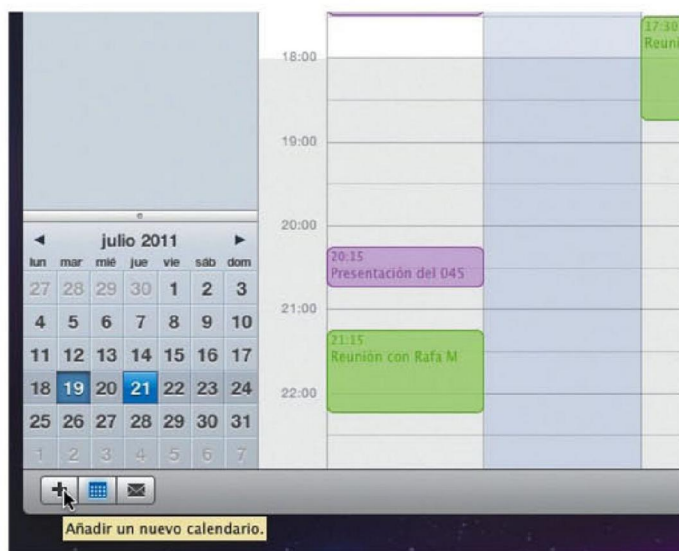 17:30
Reuni
18:00
19:00
20:00
20:15
Presentación del 045
21:00
21:15
Reunión con Rafa M
22:00
julio 2011
lun mar mié jue vie sáb dom
27 28 29 30 1 2 3
4 5 6 7 8 9 10
11 12 13 14 15 16 17
18 19 20 21 22 23 24
25 26 27 28 29 30 31
1 2 3 4 5 6 7
Añadir un nuevo calendario.